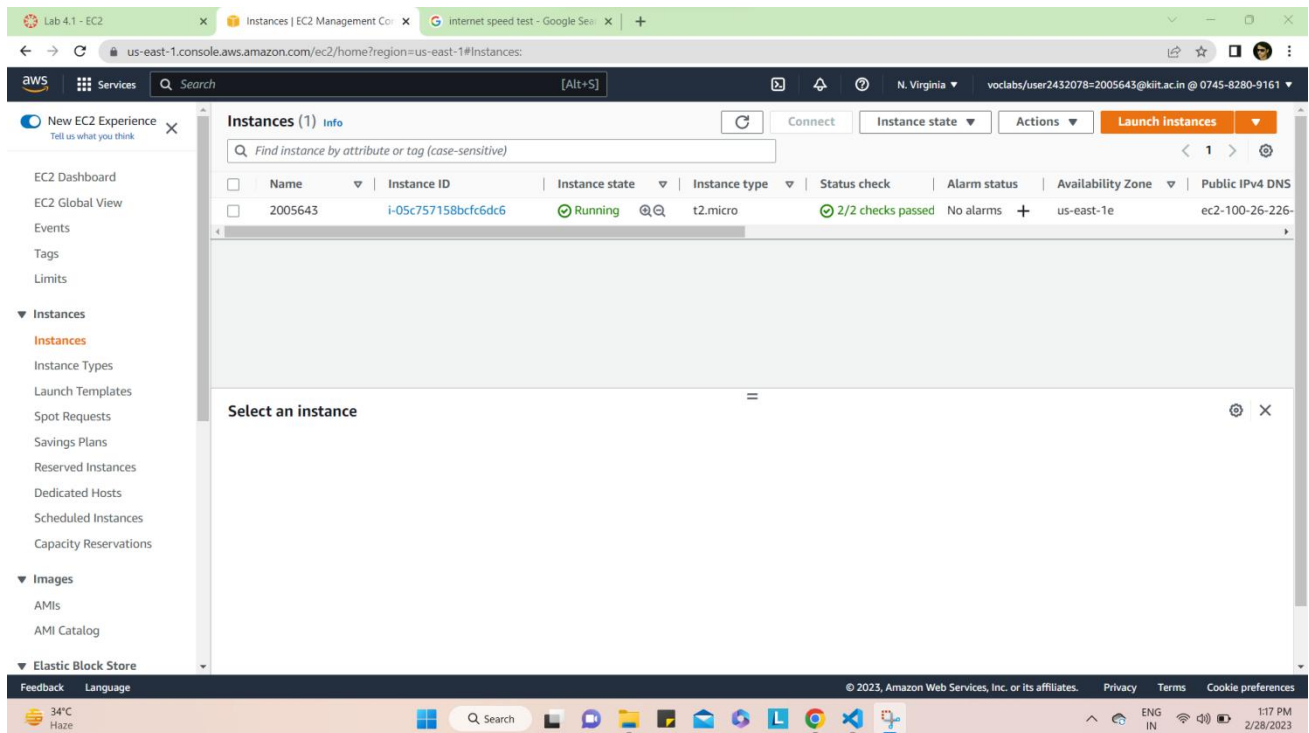 Lab 4.1 - EC2
Instances | EC2 Management Con
internet speed test - Google Sea
us-east-1.console.aws.amazon.com/ec2/home?region=us-east-1#Instances:
aws Services Search [Alt+S] N. Virginia voclabs/user2432078=2005643@kiit.ac.in @ 0745-8280-9161
New EC2 Experience
Tell us what you think
EC2 Dashboard
EC2 Global View
Events
Tags
Limits
Instances
Instances
Instance Types
Launch Templates
Spot Requests
Savings Plans
Reserved Instances
Dedicated Hosts
Scheduled Instances
Capacity Reservations
Images
AMIs
AMI Catalog
Elastic Block Store
Instances (1) Info
Connect Instance state Actions Launch instances
Find instance by attribute or tag (case-sensitive)
1
Name Instance ID Instance state Instance type Status check Alarm status Availability Zone Public IPv4 DNS
2005643 i-05c757158bcfc6dc6 Running t2.micro 2/2 checks passed No alarms + us-east-1e ec2-100-26-226-
Select an instance
Feedback Language © 2023, Amazon Web Services, Inc. or its affiliates. Privacy Terms Cookie preferences
34°C
Haze
Search
ENG
IN
1:17 PM
2/28/2023